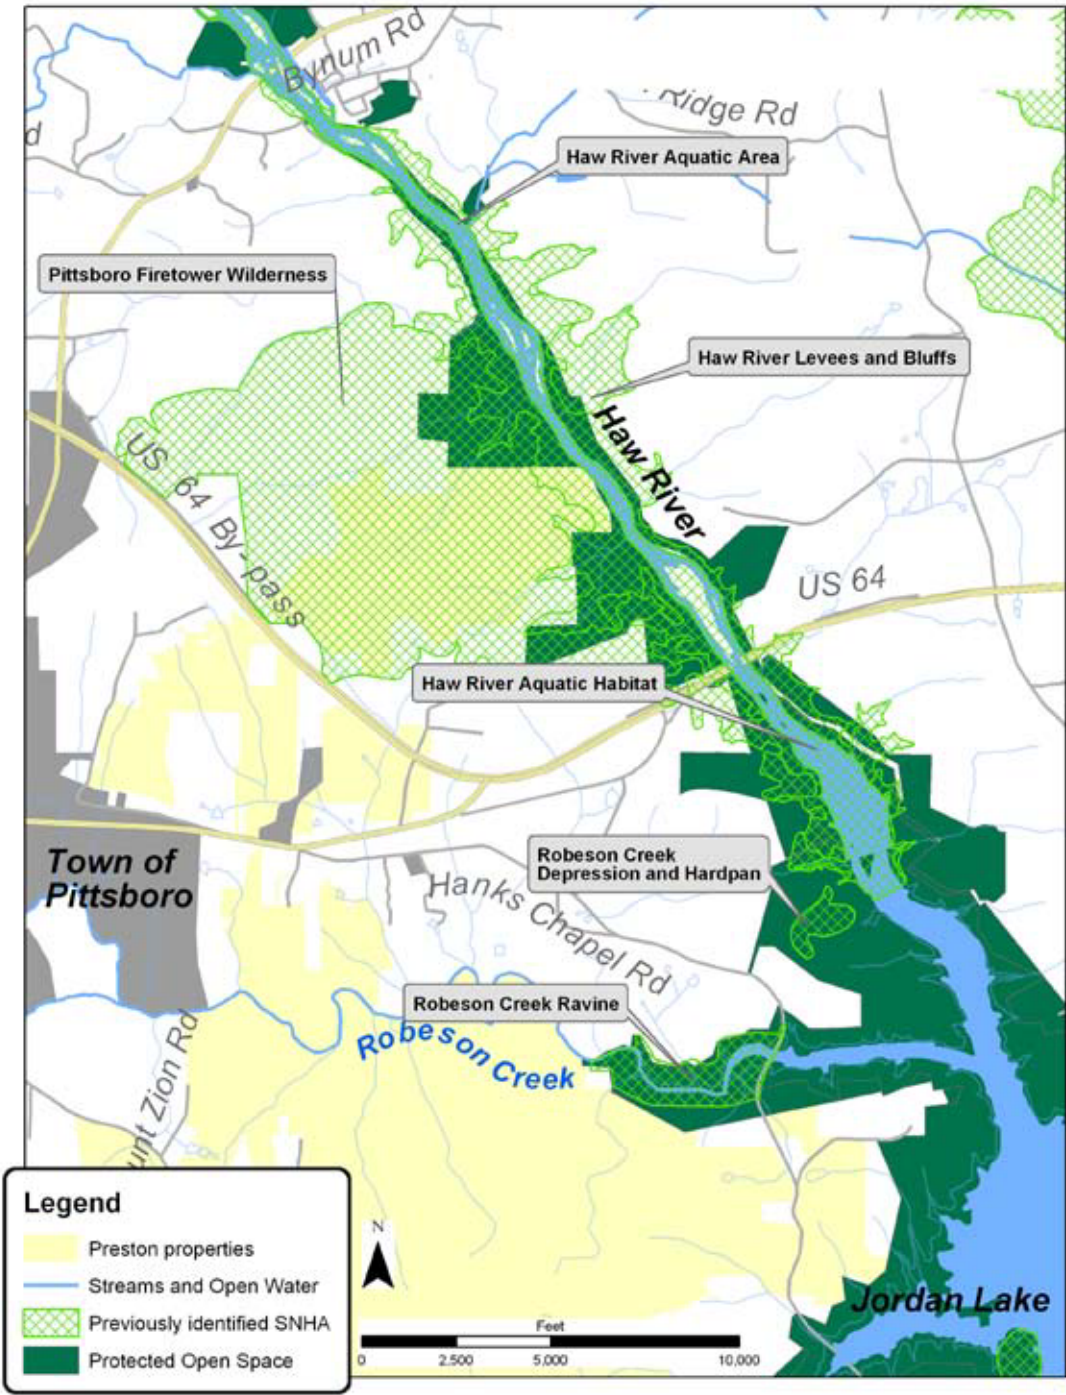 Bynum Rd
Ridge Rd
d
Haw River Aquatic Area
Pittsboro Firetower Wilderness
Haw River Levees and Bluffs
Haw River
US 64 By-pass
US 64
Haw River Aquatic Habitat
Robeson Creek
Depression and Hardpan
Town of
Pittsboro
Hanks Chapel Rd
Robeson Creek Ravine
Robeson Creek
unt Zion Rd
Jordan Lake
Legend
Preston properties
Streams and Open Water
Previously identified SNHA
Protected Open Space
N
Feet
0 2,500 5,000 10,000